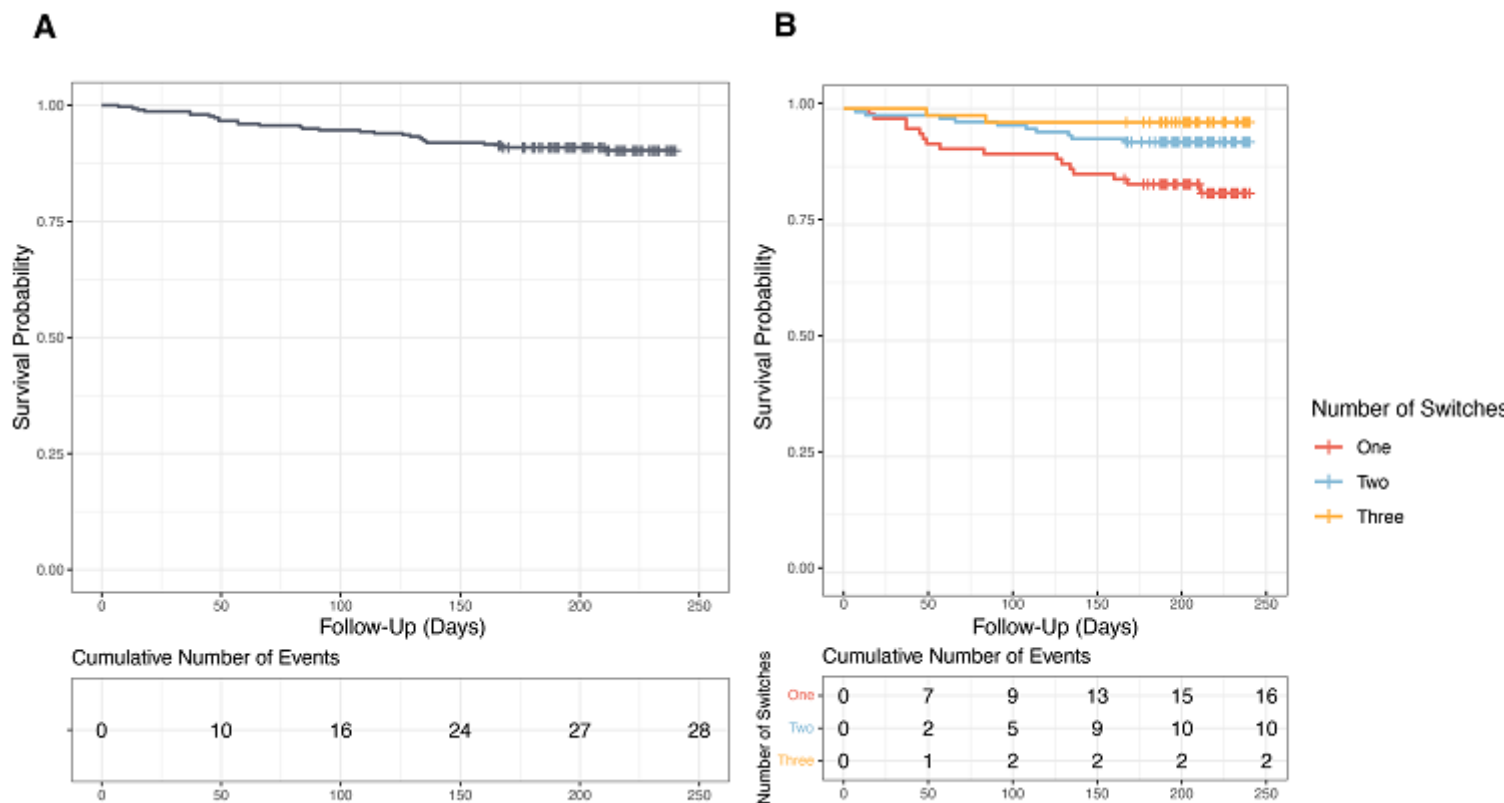 A
Survival Probability
1.00
0.75
0.50
0.25
0.00
0 50 100 150 200 250
Follow-Up (Days)
Cumulative Number of Events
0 10 16 24 27 28
0 50 100 150 200 250
B
Survival Probability
1.00
0.75
0.50
0.25
0.00
0 50 100 150 200 250
Follow-Up (Days)
Number of Switches
One
Two
Three
Cumulative Number of Events
Number of Switches
One 0 7 9 13 15 16
Two 0 2 5 9 10 10
Three 0 1 2 2 2 2
0 50 100 150 200 250